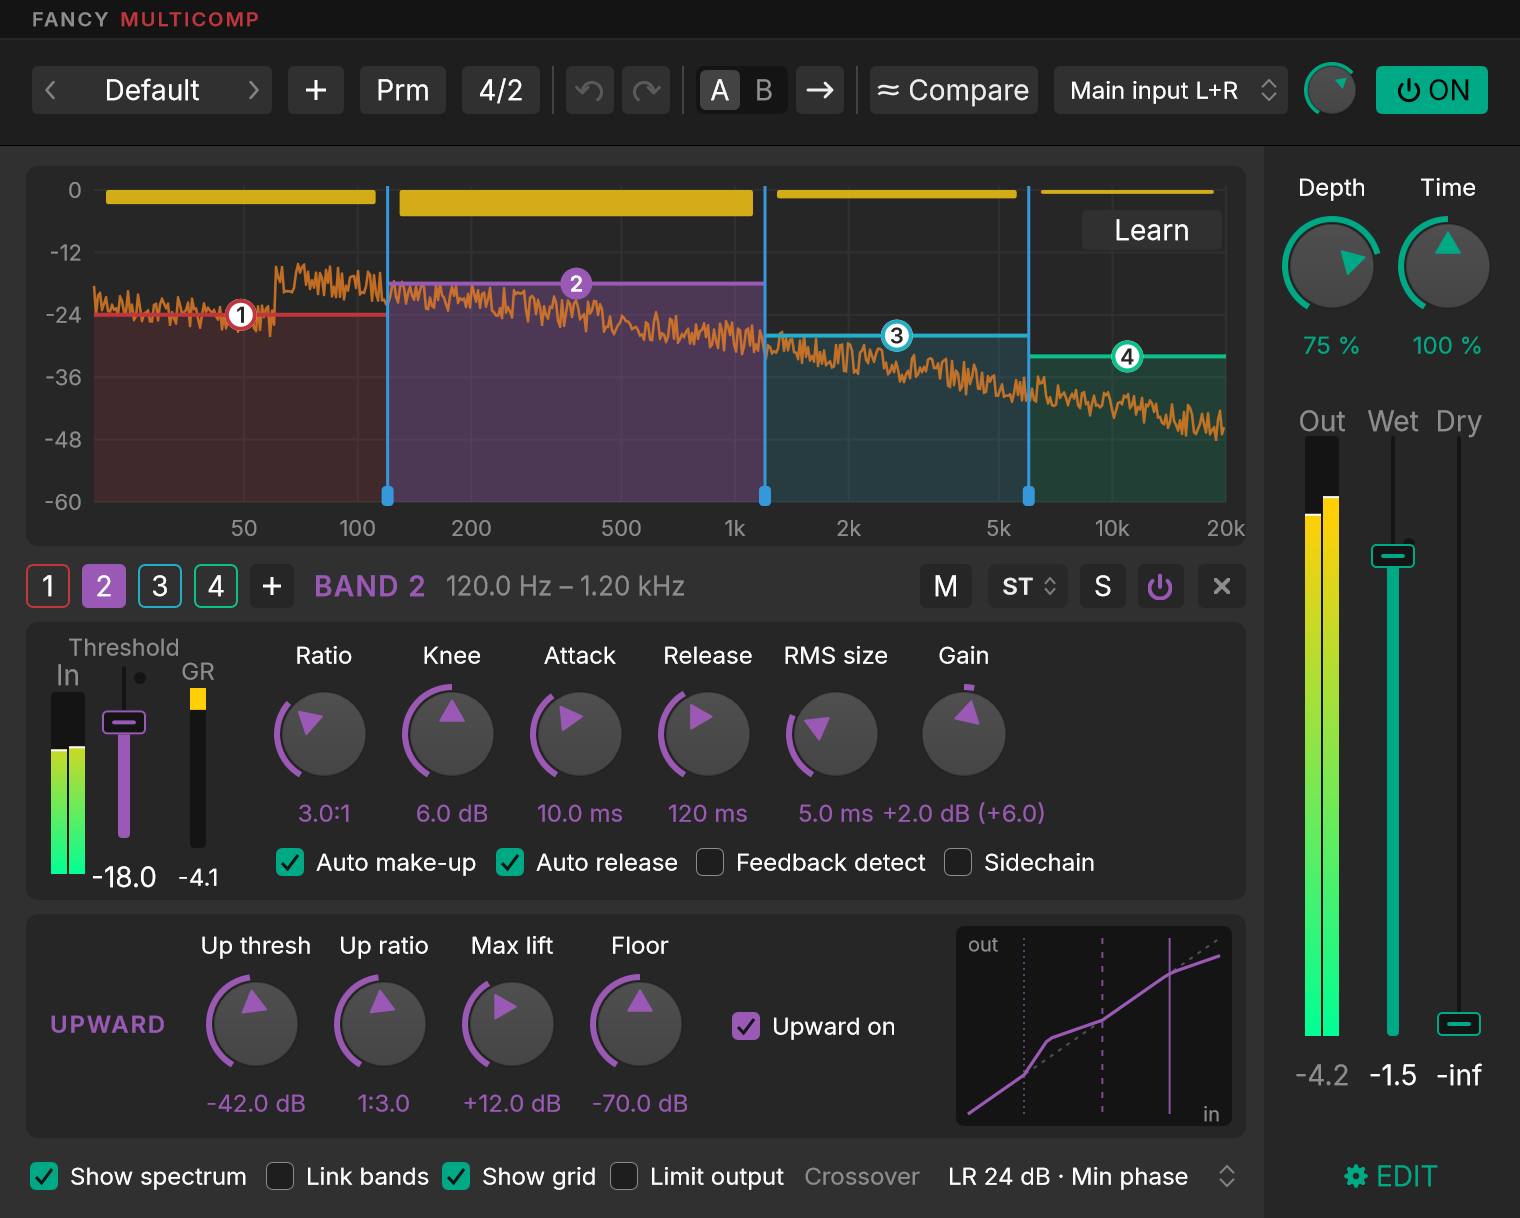 FANCY MULTICOMP
Default + Prm 4/2 A B → ≈ Compare Main input L+R ON
0
-12
-24
-36
-48
-60
Learn
1 2 3 4
50 100 200 500 1k 2k 5k 10k 20k
Depth Time
75 % 100 %
Out Wet Dry
-4.2 -1.5 -inf
1 2 3 4 + BAND 2 120.0 Hz – 1.20 kHz M ST S ×
Threshold
In GR
-18.0 -4.1
Ratio Knee Attack Release RMS size Gain
3.0:1 6.0 dB 10.0 ms 120 ms 5.0 ms +2.0 dB (+6.0)
Auto make-up Auto release Feedback detect Sidechain
UPWARD
Up thresh Up ratio Max lift Floor
-42.0 dB 1:3.0 +12.0 dB -70.0 dB
Upward on
out
in
Show spectrum Link bands Show grid Limit output Crossover LR 24 dB · Min phase
EDIT